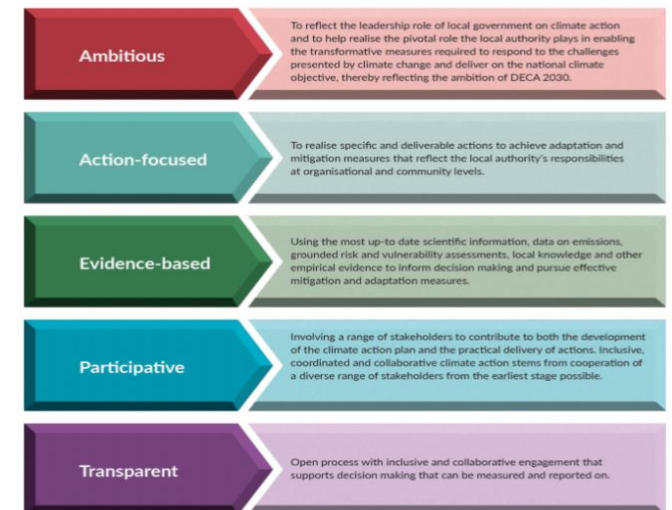 Ambitious
To reflect the leadership role of local government on climate action
and to help realise the pivotal role the local authority plays in enabling
the transformative measures required to respond to the challenges
presented by climate change and deliver on the national climate
objective, thereby reflecting the ambition of DECA 2030.
Action-focused
To realise specific and deliverable actions to achieve adaptation and
mitigation measures that reflect the local authority's responsibilities
at organisational and community levels.
Evidence-based
Using the most up-to date scientific information, data on emissions,
grounded risk and vulnerability assessments, local knowledge and other
empirical evidence to inform decision making and pursue effective
mitigation and adaptation measures.
Participative
Involving a range of stakeholders to contribute to both the development
of the climate action plan and the practical delivery of actions. Inclusive,
coordinated and collaborative climate action stems from cooperation of
a diverse range of stakeholders from the earliest stage possible.
Transparent
Open process with inclusive and collaborative engagement that
supports decision making that can be measured and reported on.